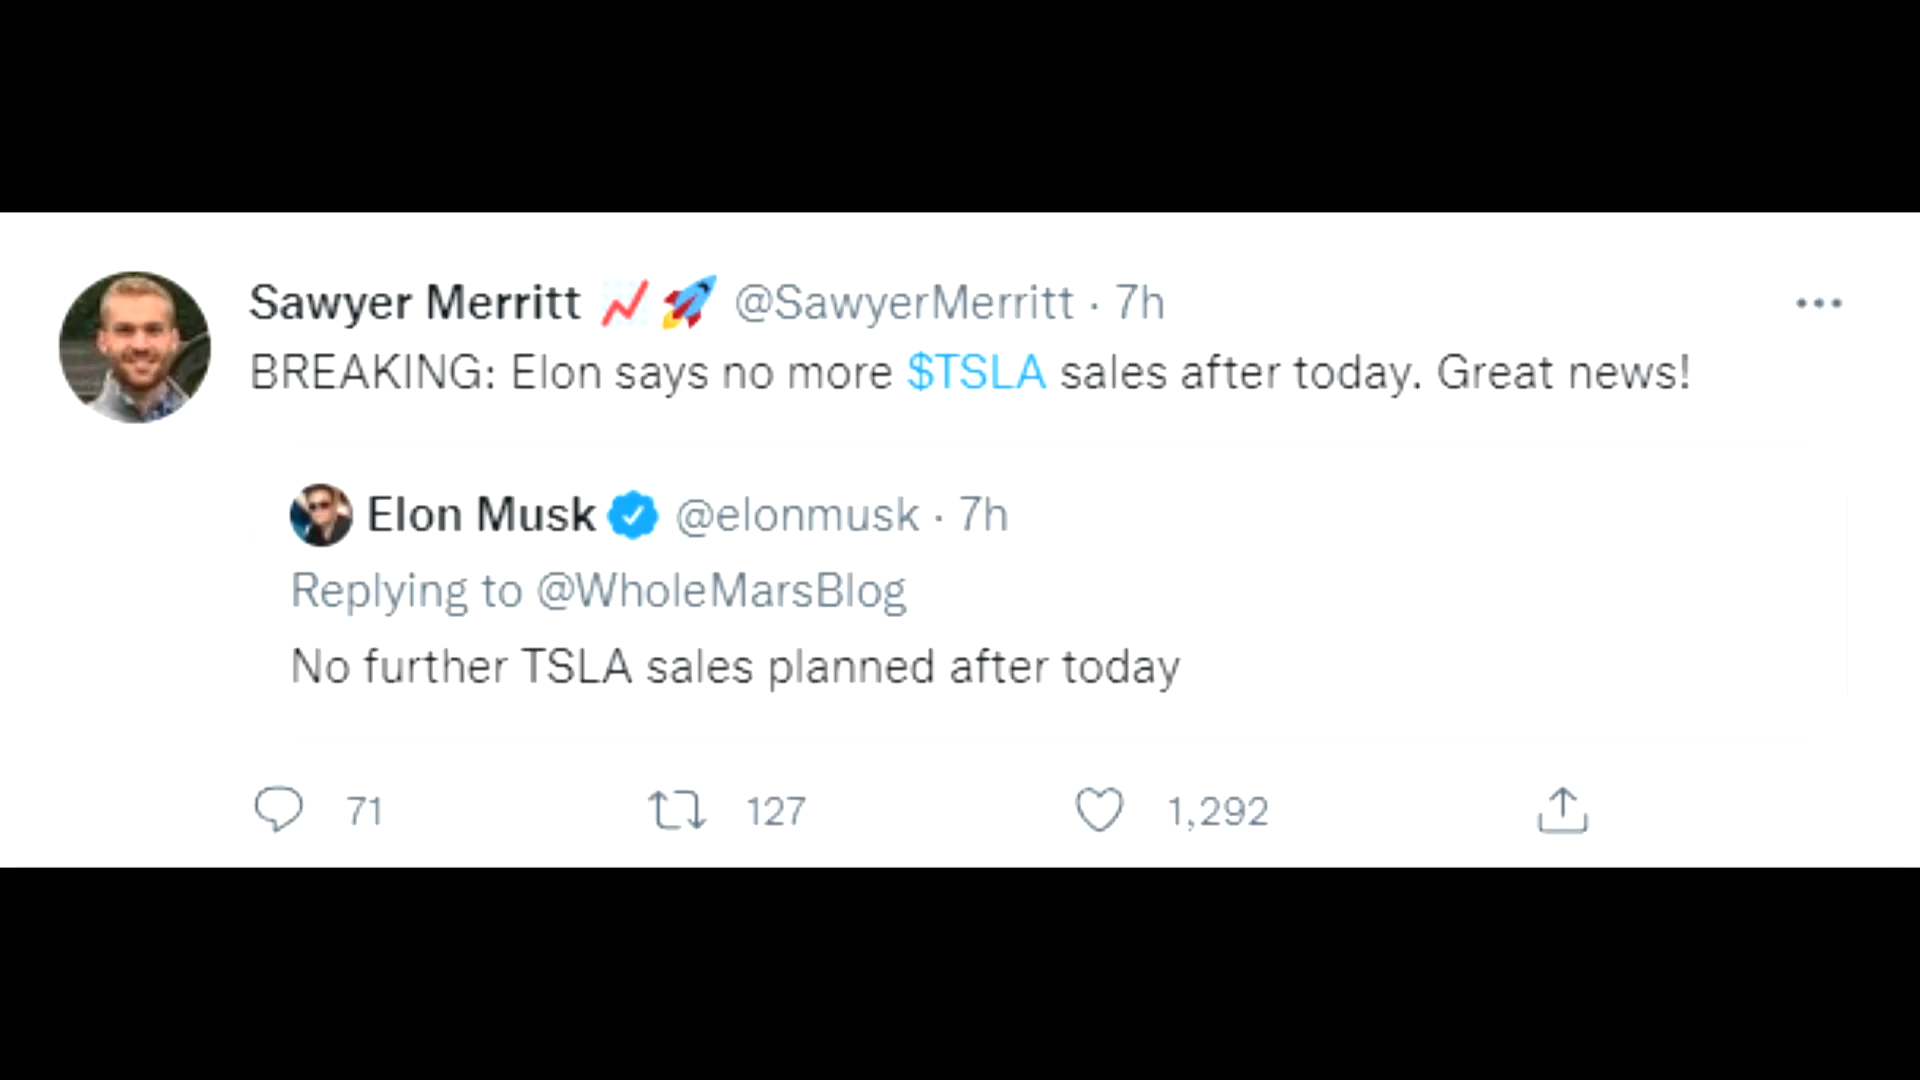 Sawyer Merritt 📈🚀 @SawyerMerritt · 7h
BREAKING: Elon says no more $TSLA sales after today. Great news!
Elon Musk @elonmusk · 7h
Replying to @WholeMarsBlog
No further TSLA sales planned after today
71 127 1,292